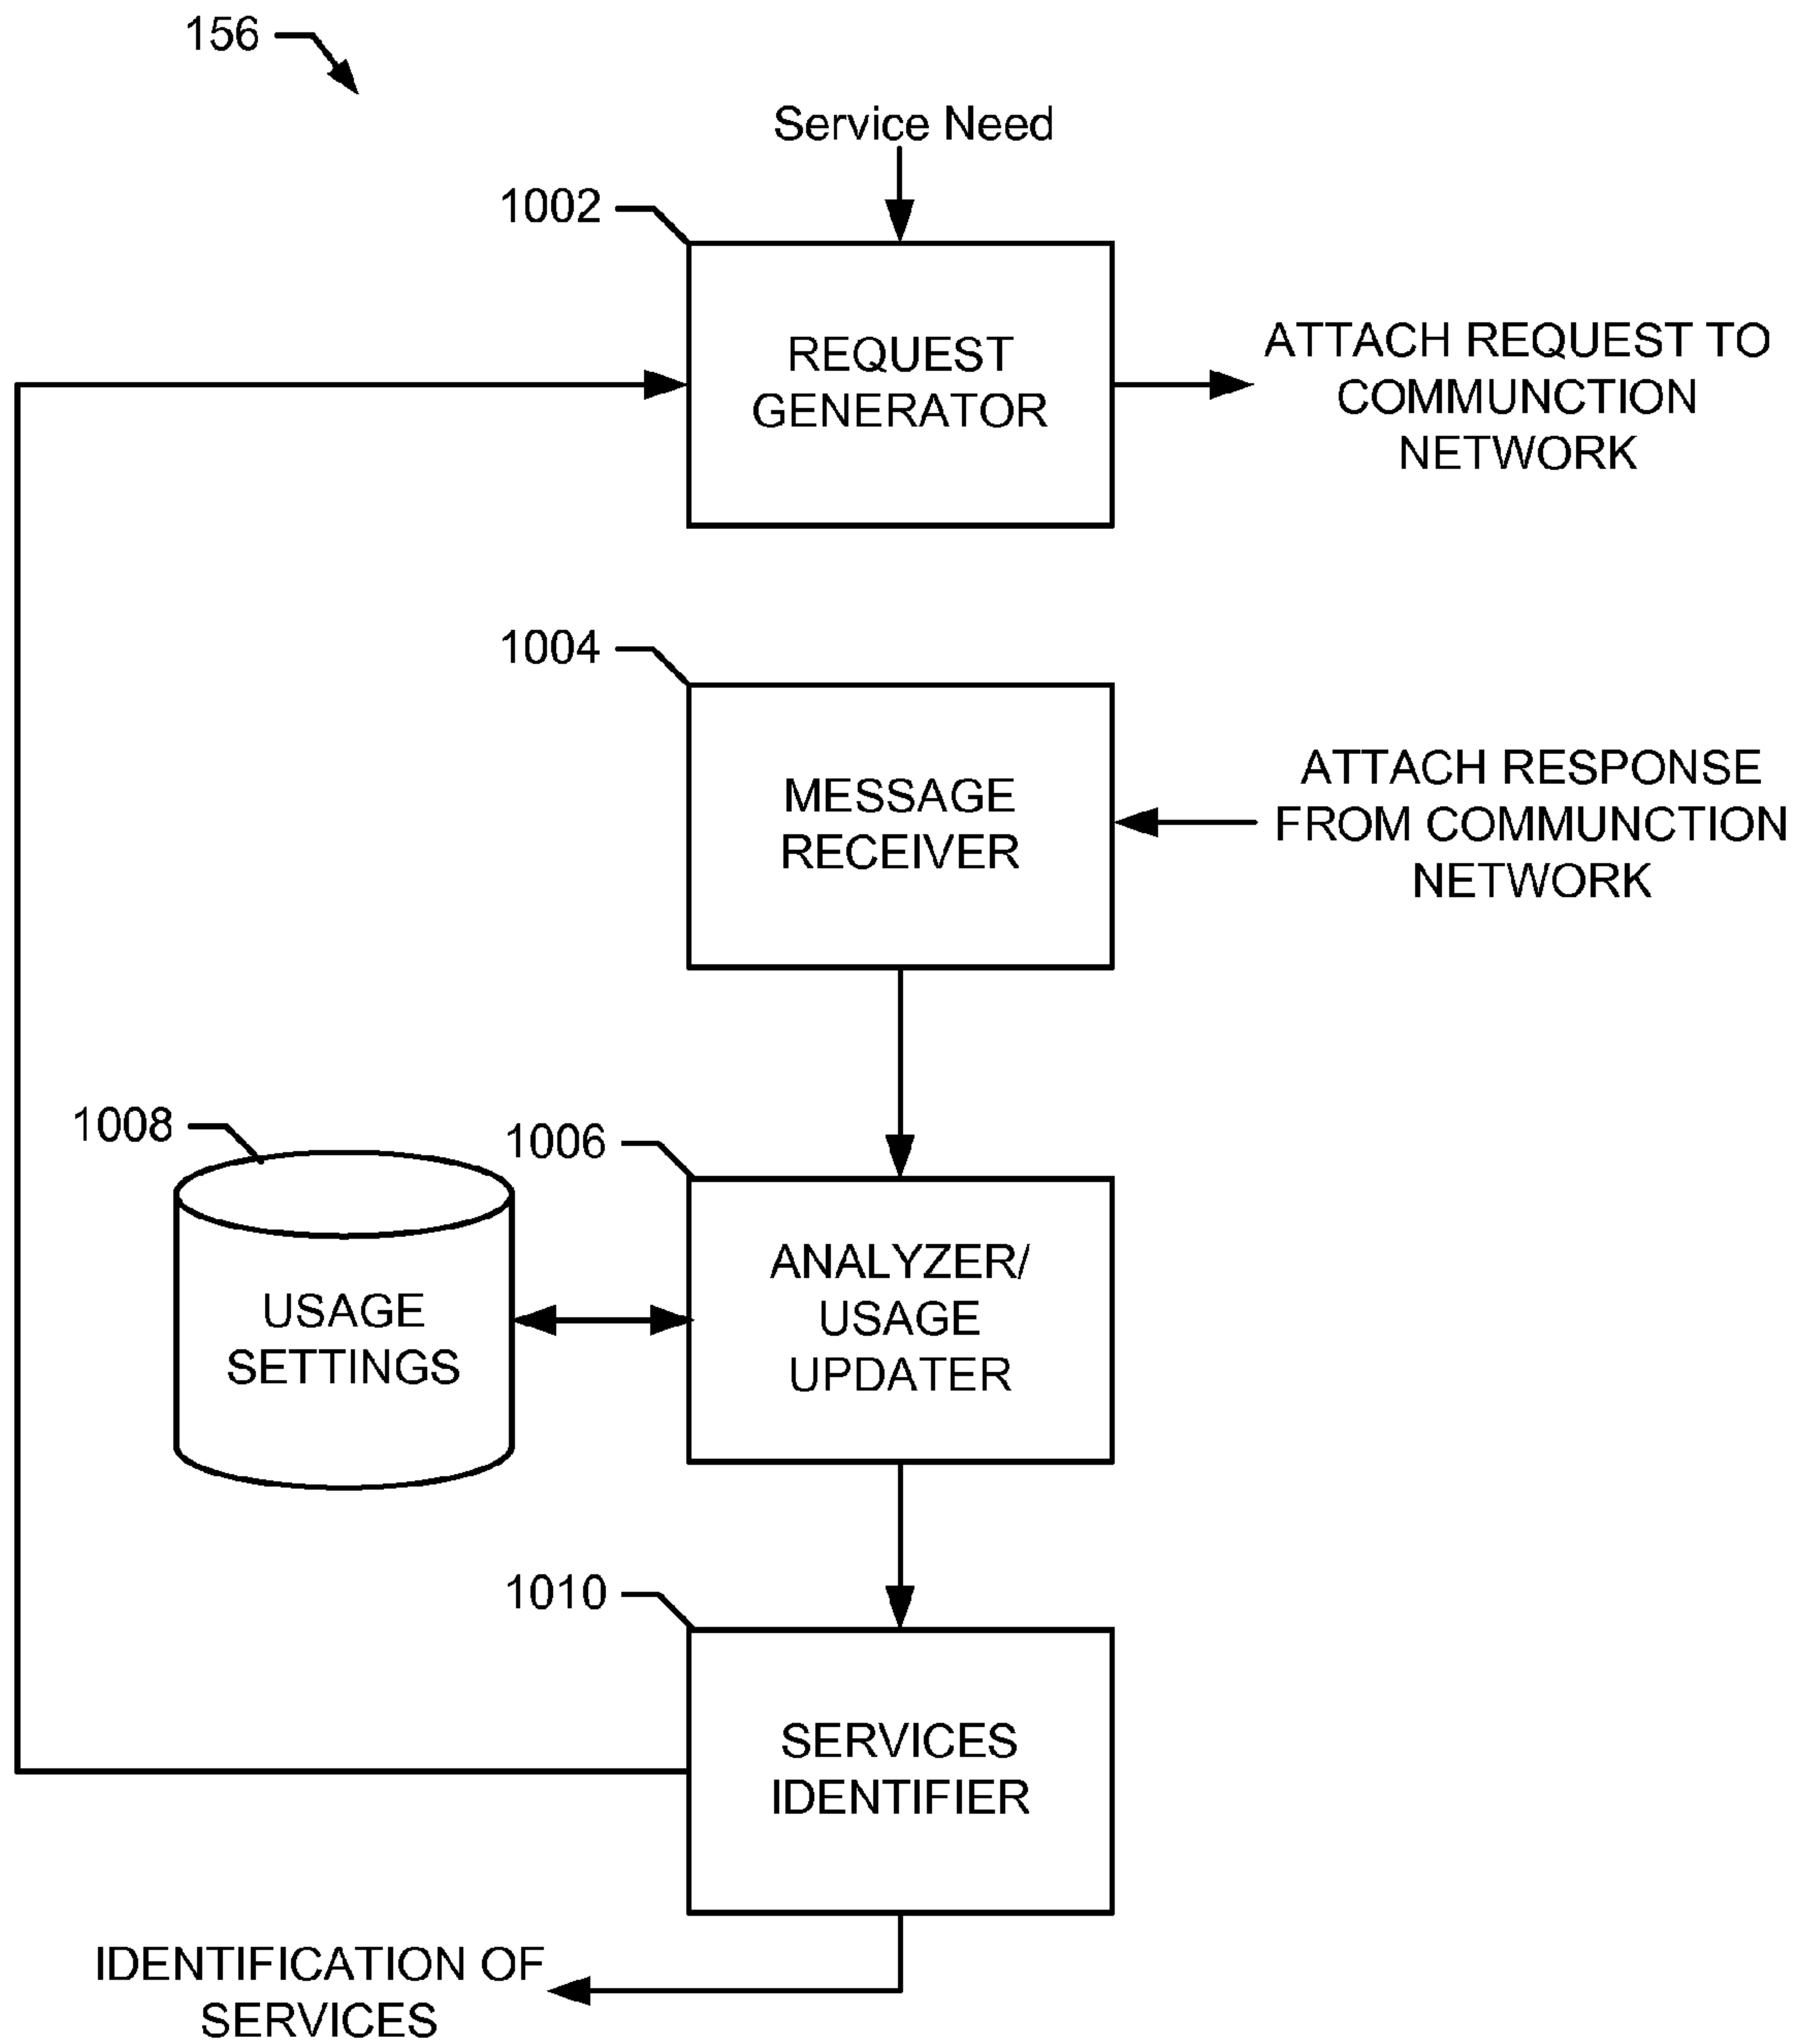 156
Service Need
1002
REQUEST
GENERATOR
ATTACH REQUEST TO
COMMUNCTION
NETWORK
1004
MESSAGE
RECEIVER
ATTACH RESPONSE
FROM COMMUNCTION
NETWORK
1008
USAGE
SETTINGS
1006
ANALYZER/
USAGE
UPDATER
1010
SERVICES
IDENTIFIER
IDENTIFICATION OF
SERVICES